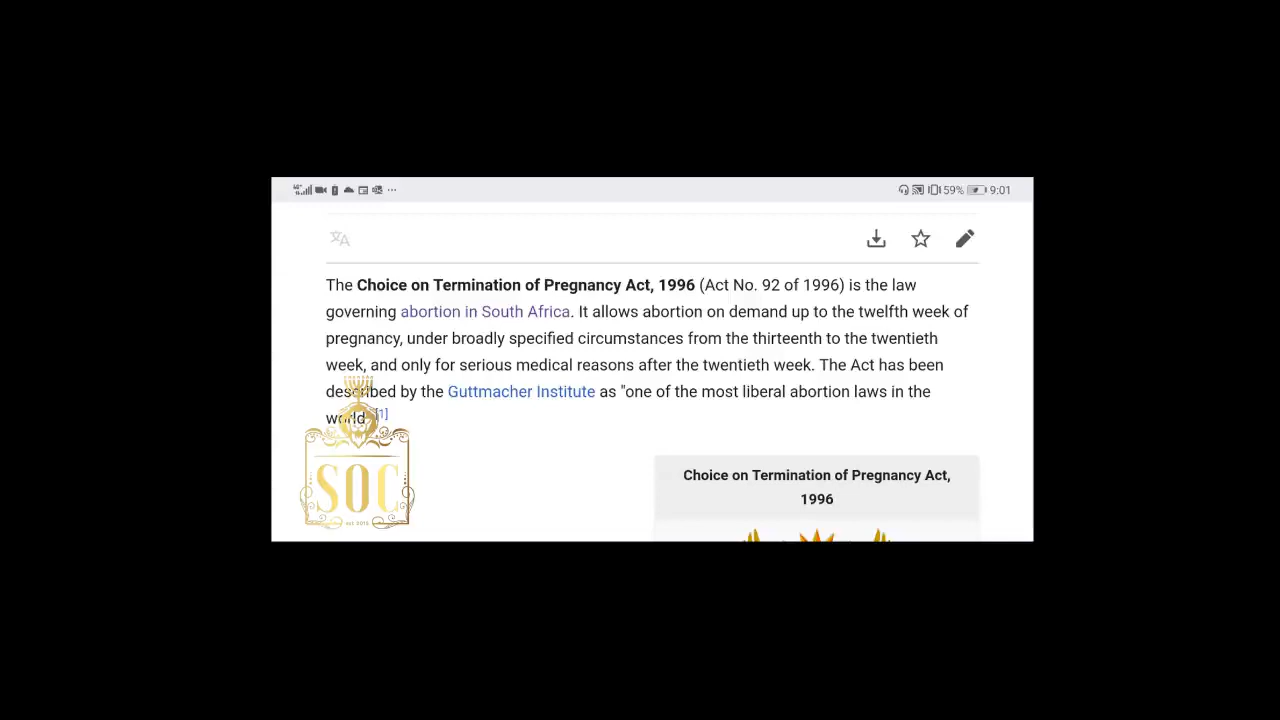 59% 9:01
The Choice on Termination of Pregnancy Act, 1996 (Act No. 92 of 1996) is the law
governing abortion in South Africa. It allows abortion on demand up to the twelfth week of
pregnancy, under broadly specified circumstances from the thirteenth to the twentieth
week, and only for serious medical reasons after the twentieth week. The Act has been
described by the Guttmacher Institute as "one of the most liberal abortion laws in the
world [1]
Choice on Termination of Pregnancy Act,
1996
SOC
est 2015